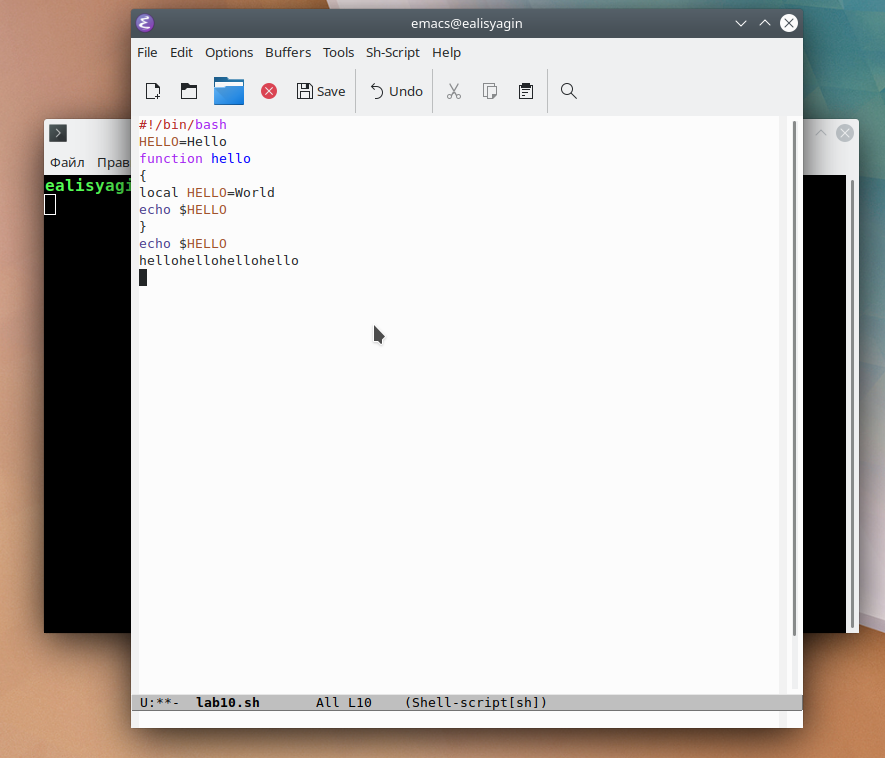 emacs@ealisyagin
File Edit Options Buffers Tools Sh-Script Help
Save Undo
#!/bin/bash
HELLO=Hello
function hello
{
local HELLO=World
echo $HELLO
}
echo $HELLO
hellohellohellohello
U:**- lab10.sh All L10 (Shell-script[sh])
Файл Прав
ealisyagi